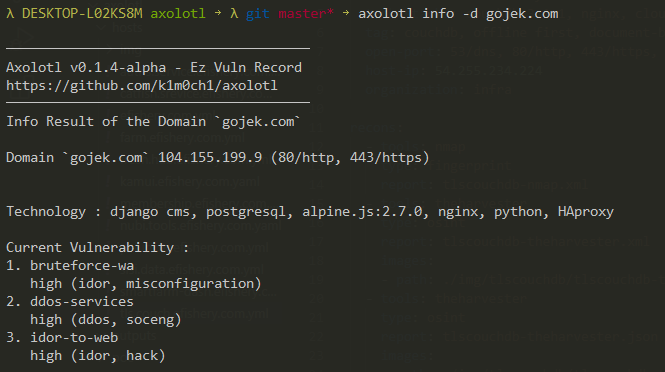 λ DESKTOP-L02KS8M axolotl → λ git master* → axolotl info -d gojek.com
Axolotl v0.1.4-alpha - Ez Vuln Record
https://github.com/k1m0ch1/axolotl
Info Result of the Domain `gojek.com`
Domain `gojek.com` 104.155.199.9 (80/http, 443/https)
Technology : django cms, postgresql, alpine.js:2.7.0, nginx, python, HAproxy
Current Vulnerability :
1. bruteforce-wa
high (idor, misconfiguration)
2. ddos-services
high (ddos, soceng)
3. idor-to-web
high (idor, hack)